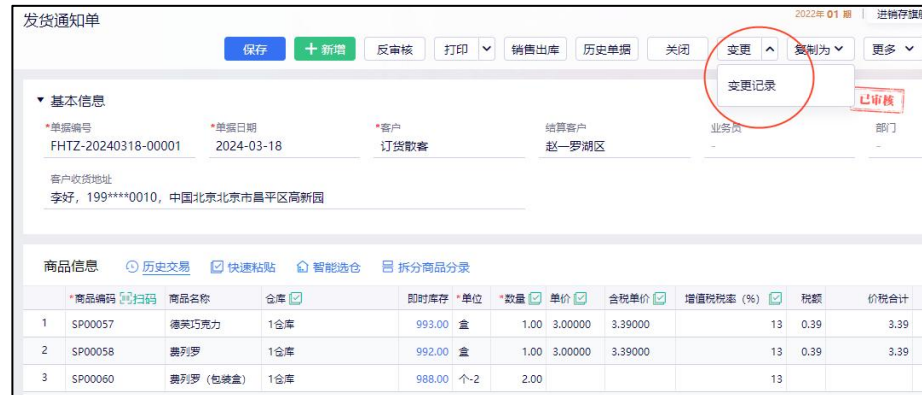 2022年 01 期 进销存旗舰
发货通知单
保存 新增 反审核 打印 销售出库 历史单据 关闭 变更 复制为 更多
变更记录
基本信息
已审核
*单据编号 *单据日期 *客户 结算客户 业务员 部门
FHTZ-20240318-00001 2024-03-18 订货散客 赵一罗湖区 - -
客户收货地址
李好，199****0010，中国北京北京市昌平区高新园
商品信息 历史交易 快速粘贴 智能选仓 拆分商品分录
*商品编码 扫码 商品名称 仓库 即时库存 *单位 *数量 单价 含税单价 增值税税率（%） 税额 价税合计
1 SP00057 德芙巧克力 1仓库 993.00 盒 1.00 3.00000 3.39000 13 0.39 3.39
2 SP00058 费列罗 1仓库 992.00 盒 1.00 3.00000 3.39000 13 0.39 3.39
3 SP00060 费列罗（包装盒） 1仓库 988.00 个-2 2.00 13